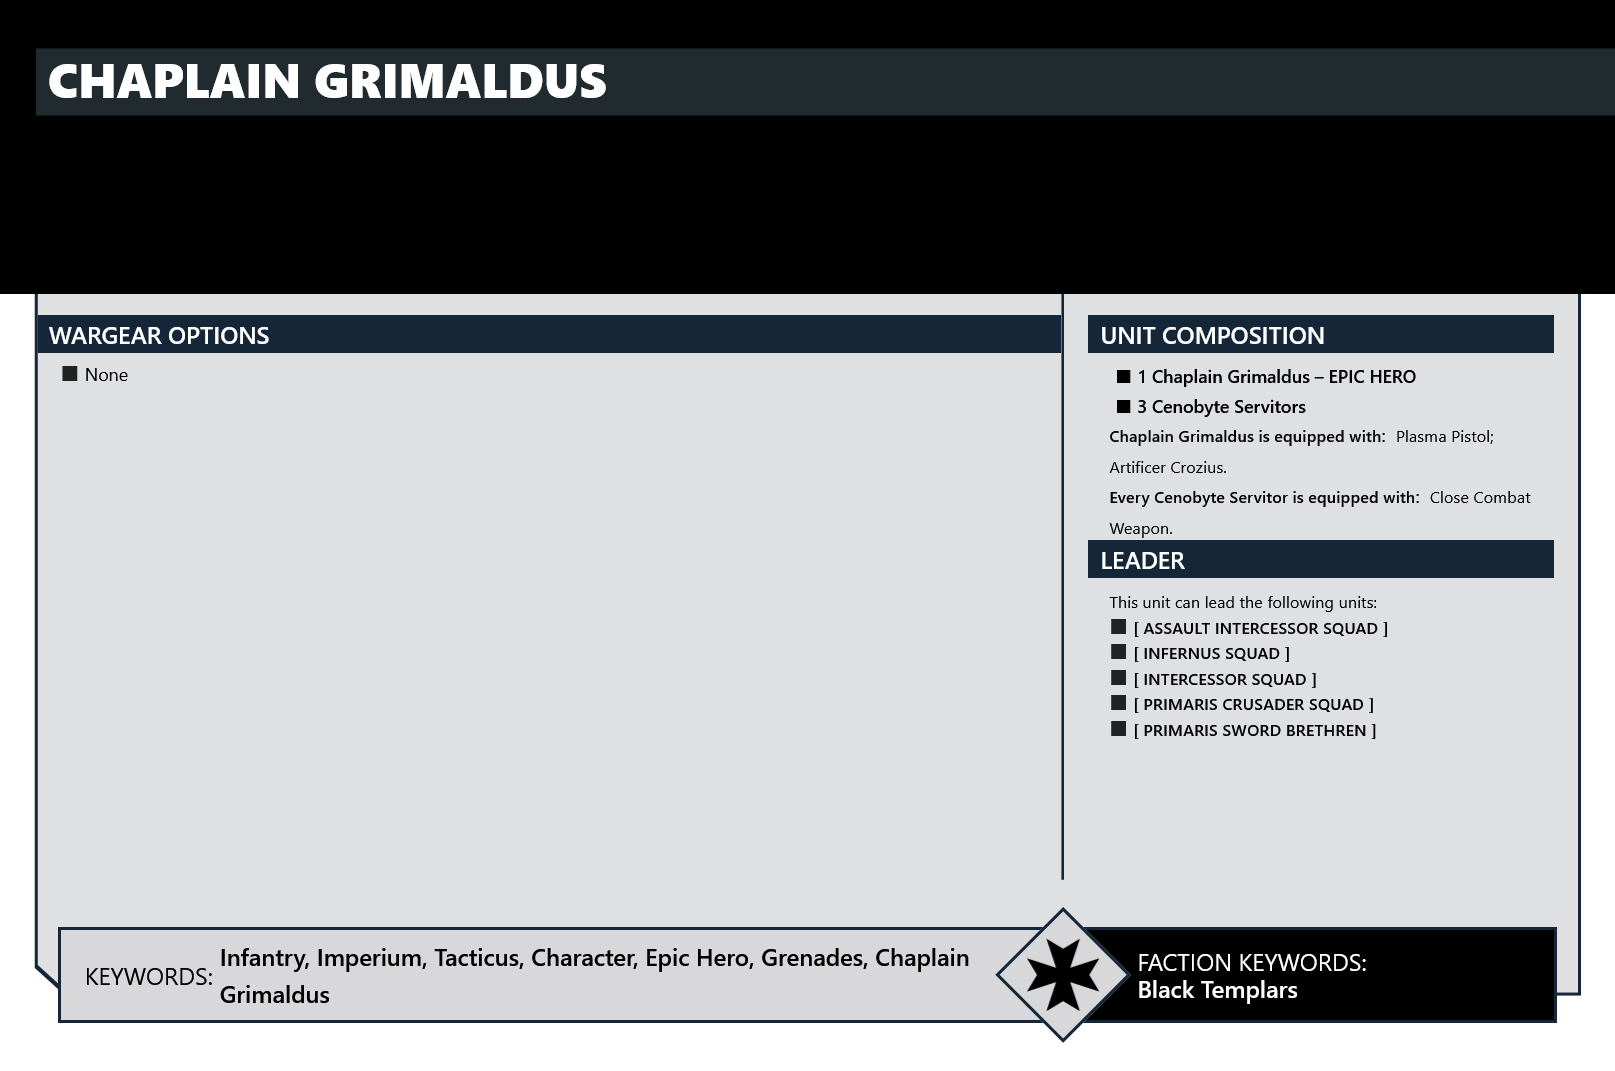 CHAPLAIN GRIMALDUS
WARGEAR OPTIONS
None
UNIT COMPOSITION
1 Chaplain Grimaldus – EPIC HERO
3 Cenobyte Servitors
Chaplain Grimaldus is equipped with: Plasma Pistol;
Artificer Crozius.
Every Cenobyte Servitor is equipped with: Close Combat
Weapon.
LEADER
This unit can lead the following units:
[ ASSAULT INTERCESSOR SQUAD ]
[ INFERNUS SQUAD ]
[ INTERCESSOR SQUAD ]
[ PRIMARIS CRUSADER SQUAD ]
[ PRIMARIS SWORD BRETHREN ]
KEYWORDS: Infantry, Imperium, Tacticus, Character, Epic Hero, Grenades, Chaplain
Grimaldus
FACTION KEYWORDS:
Black Templars